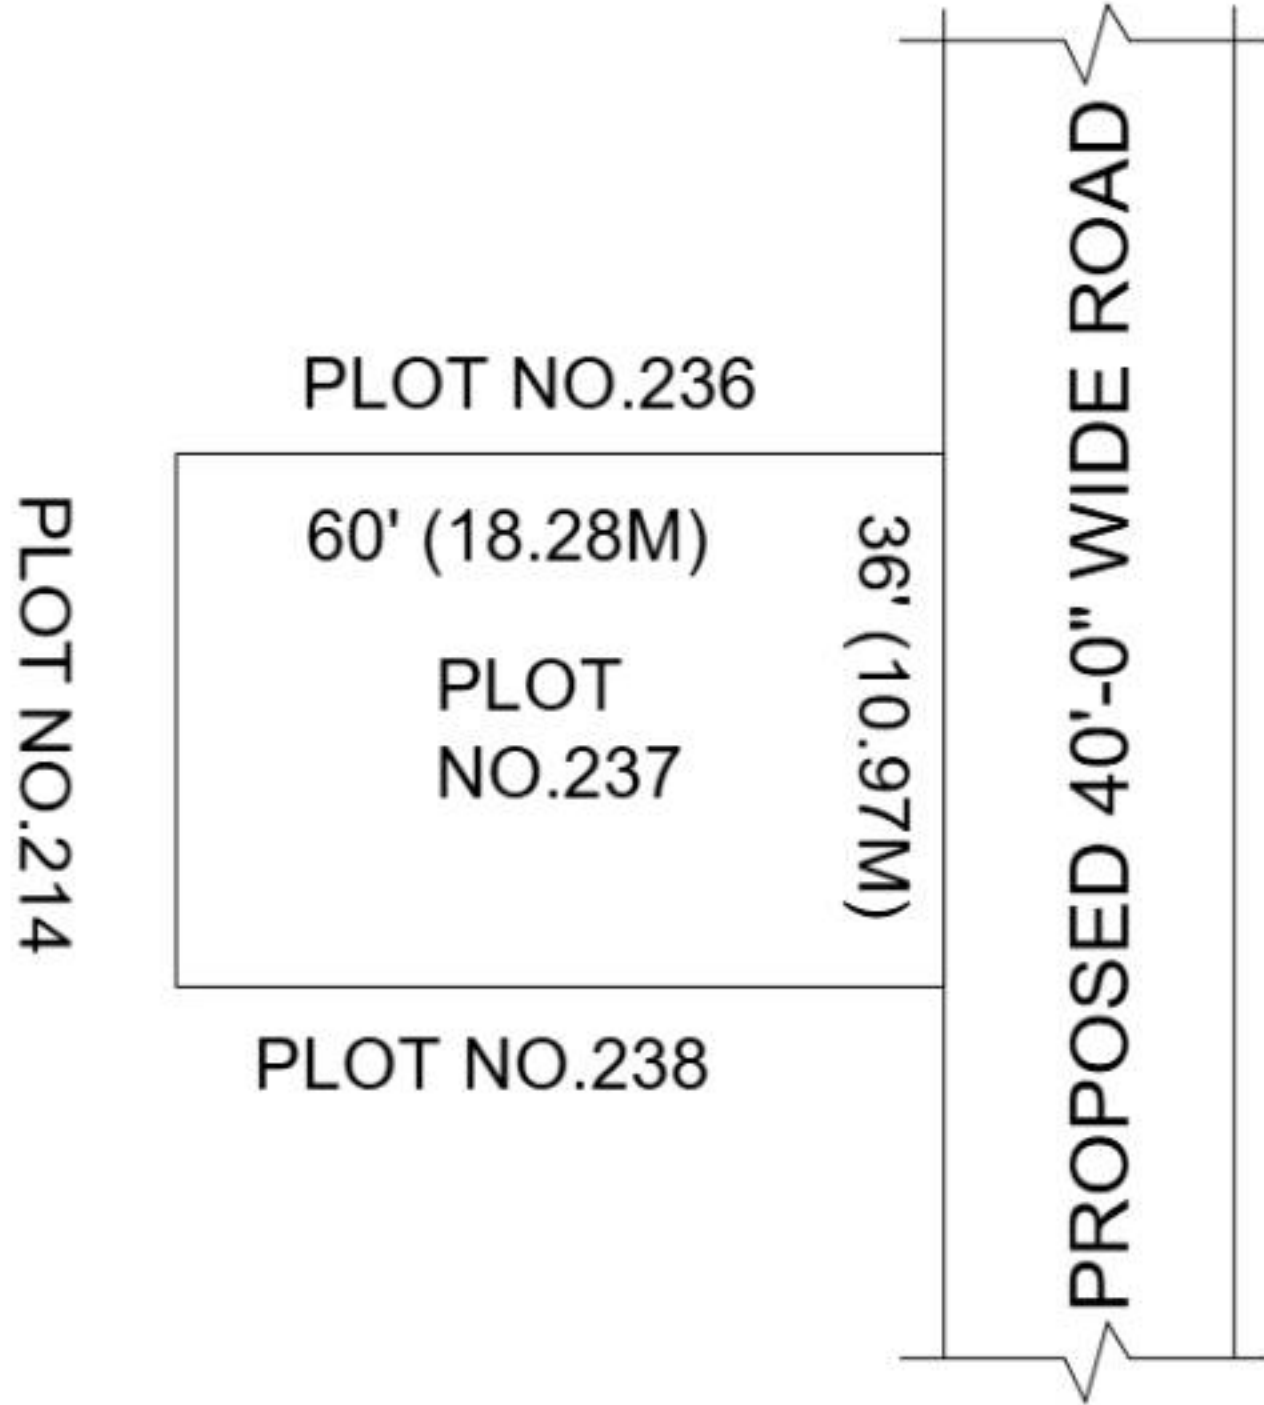 PLOT NO.236
60' (18.28M)
36' (10.97M)
PLOT
NO.237
PLOT NO.214
PLOT NO.238
PROPOSED 40'-0" WIDE ROAD